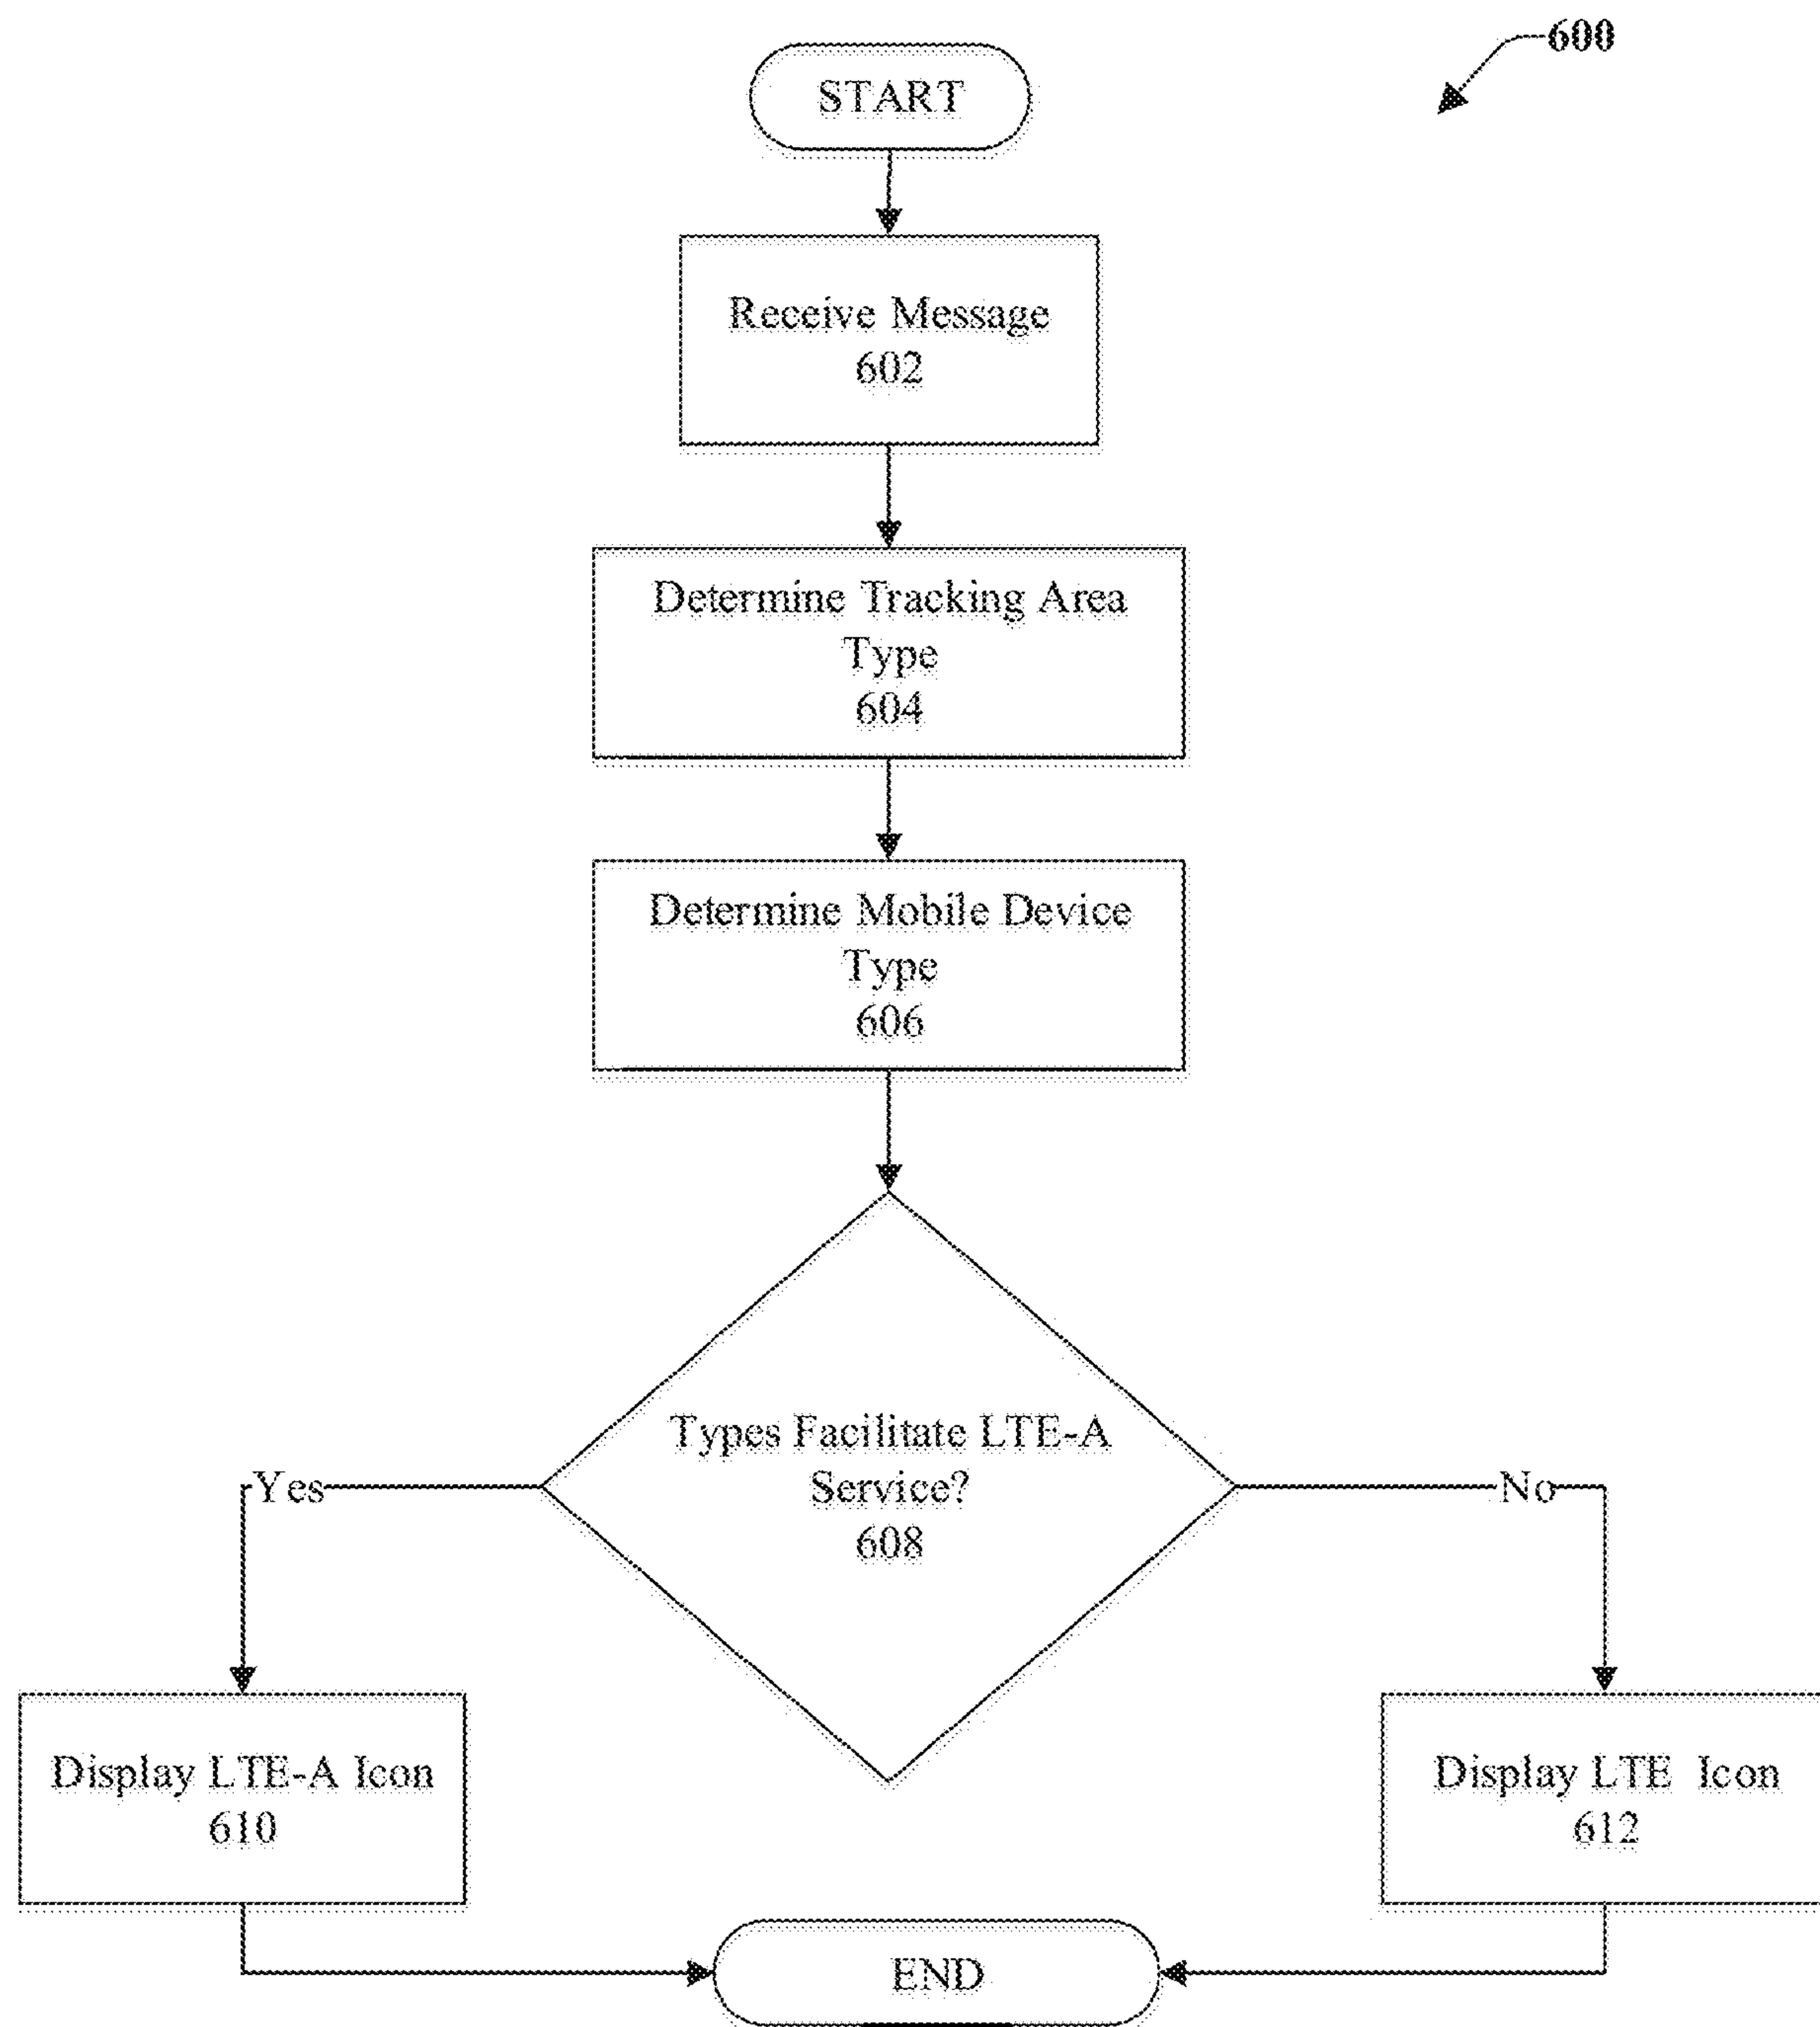 600
START
Receive Message
602
Determine Tracking Area
Type
604
Determine Mobile Device
Type
606
Types Facilitate LTE-A
Service?
608
Yes
No
Display LTE-A Icon
610
Display LTE Icon
612
END